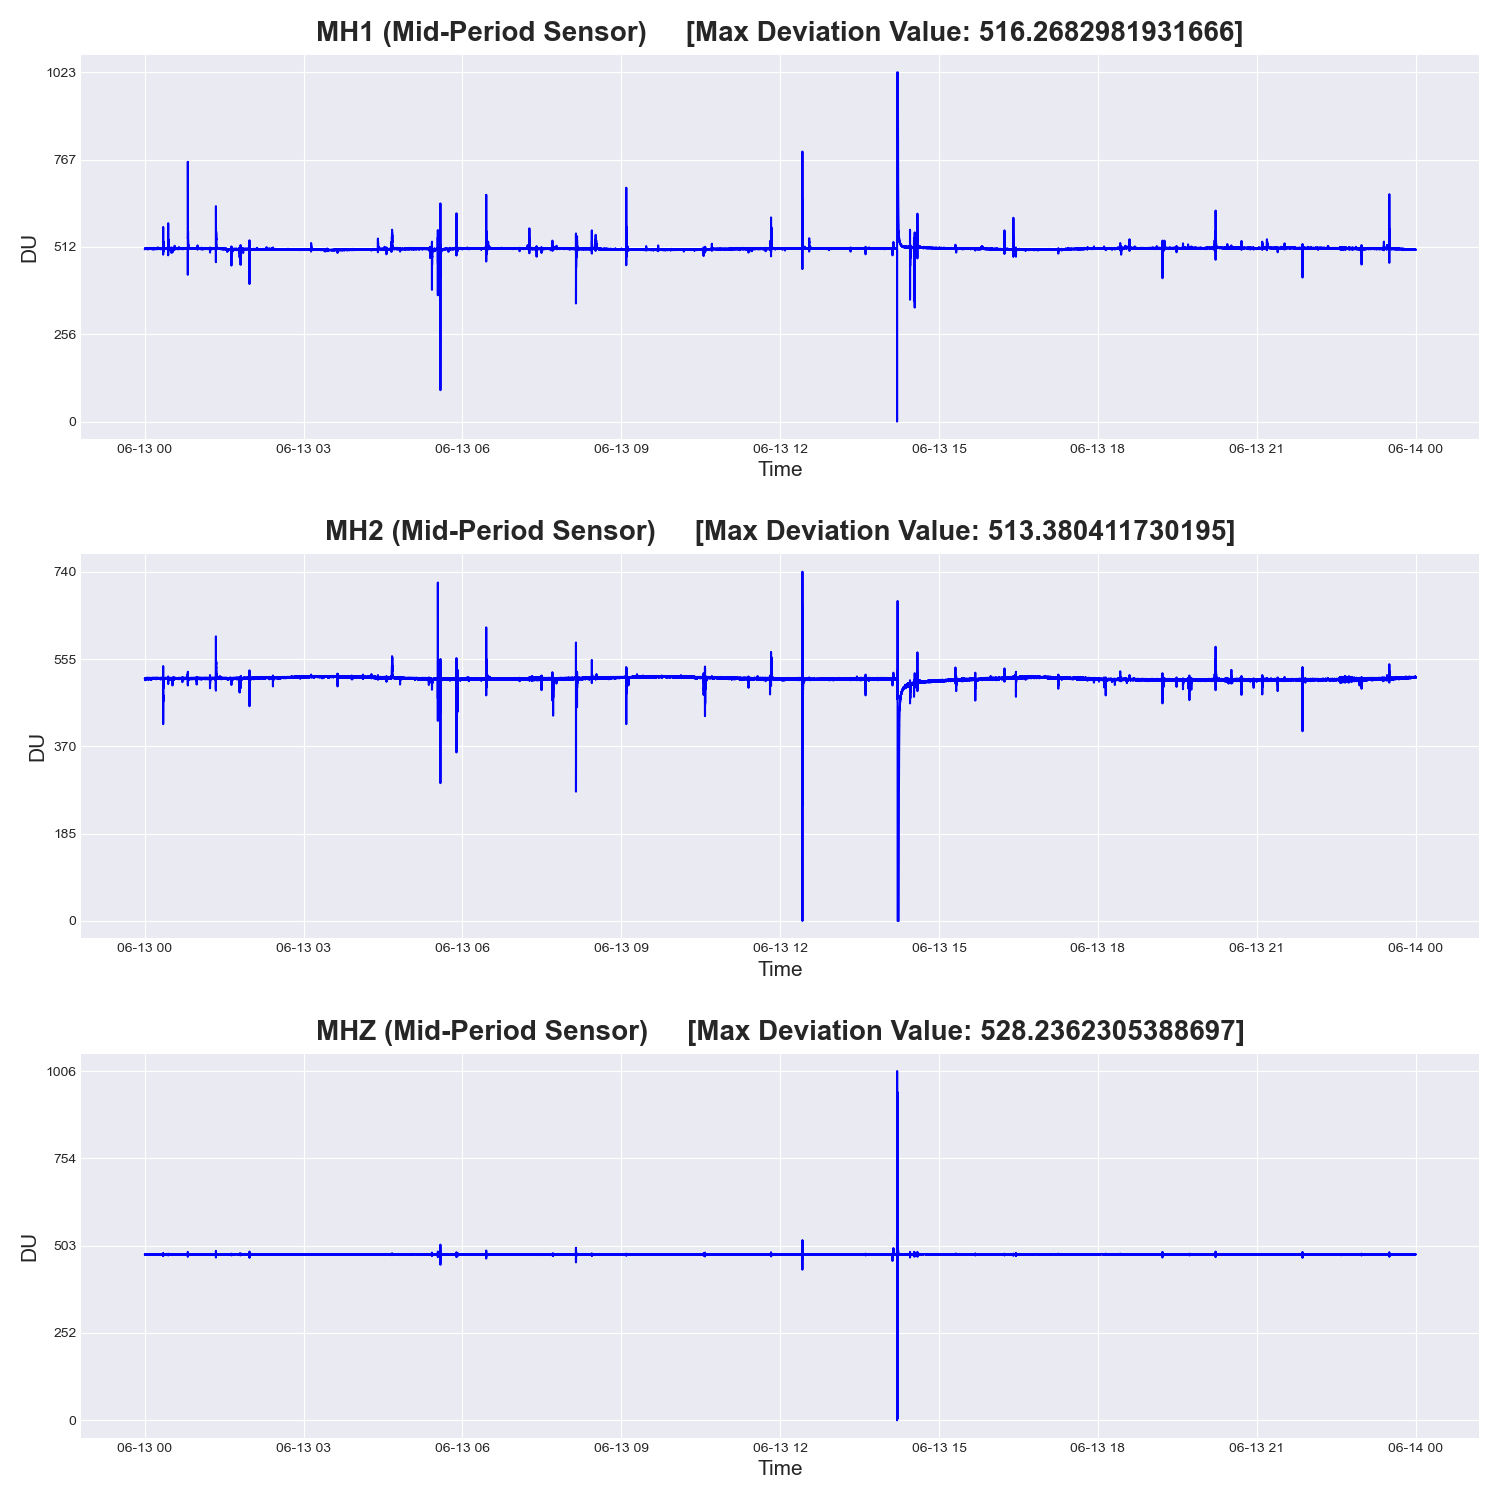 MH1 (Mid-Period Sensor) [Max Deviation Value: 516.2682981931666]
1023
767
512
256
0
DU
06-13 00 06-13 03 06-13 06 06-13 09 06-13 12 06-13 15 06-13 18 06-13 21 06-14 00
Time
MH2 (Mid-Period Sensor) [Max Deviation Value: 513.380411730195]
740
555
370
185
0
DU
06-13 00 06-13 03 06-13 06 06-13 09 06-13 12 06-13 15 06-13 18 06-13 21 06-14 00
Time
MHZ (Mid-Period Sensor) [Max Deviation Value: 528.2362305388697]
1006
754
503
252
0
DU
06-13 00 06-13 03 06-13 06 06-13 09 06-13 12 06-13 15 06-13 18 06-13 21 06-14 00
Time